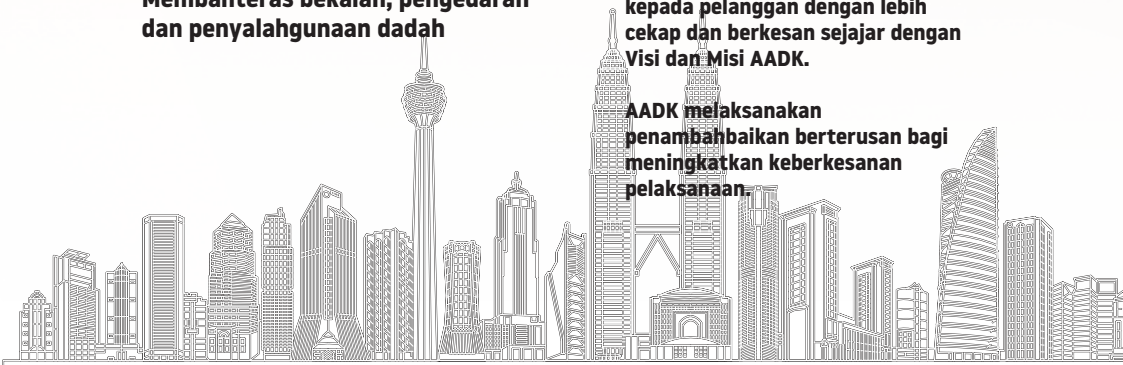 Membanteras bekalan, pengedaran
dan penyalahgunaan dadah
kepada pelanggan dengan lebih
cekap dan berkesan sejajar dengan
Visi dan Misi AADK.
AADK melaksanakan
penambahbaikan berterusan bagi
meningkatkan keberkesanan
pelaksanaan.